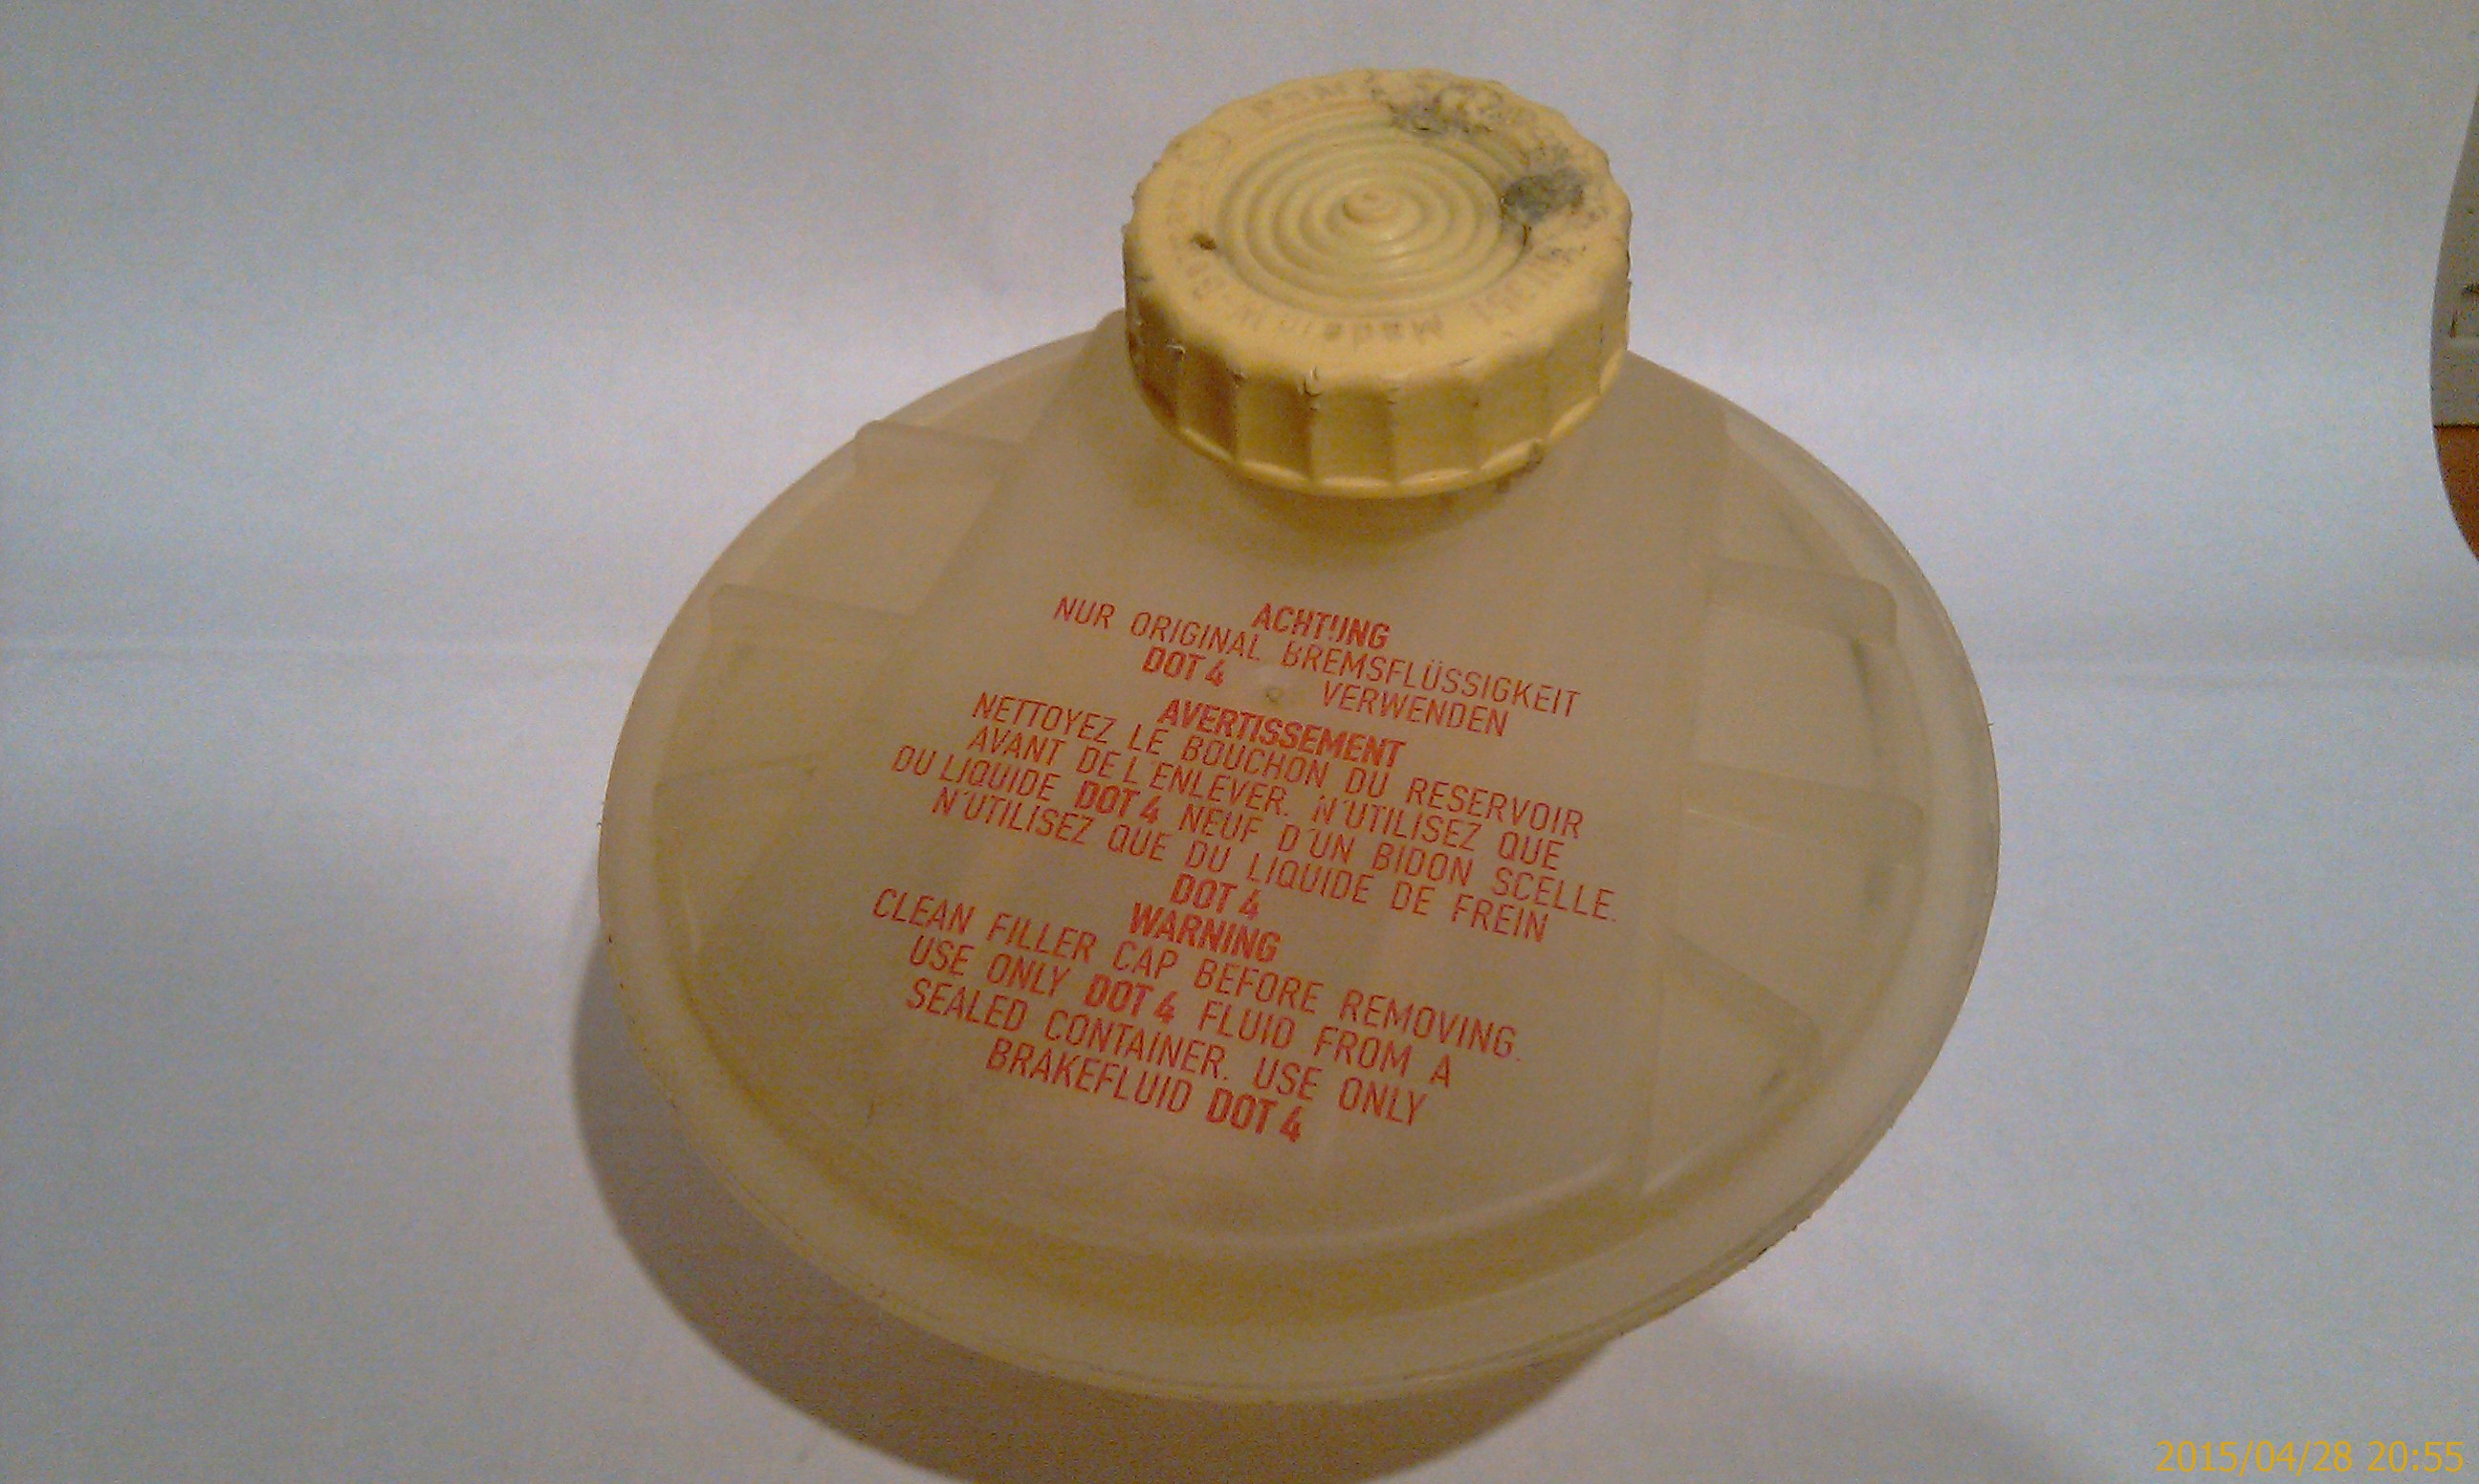 Made in W-Ger
ACHTUNG
NUR ORIGINAL BREMSFLÜSSIGKEIT
DOT 4 VERWENDEN
AVERTISSEMENT
NETTOYEZ LE BOUCHON DU RESERVOIR
AVANT DE L ENLEVER. N'UTILISEZ QUE
DU LIQUIDE DOT 4 NEUF D'UN BIDON SCELLE.
N'UTILISEZ QUE DU LIQUIDE DE FREIN
DOT 4
WARNING
CLEAN FILLER CAP BEFORE REMOVING.
USE ONLY DOT 4 FLUID FROM A
SEALED CONTAINER. USE ONLY
BRAKEFLUID DOT 4
2015/04/28 20:55